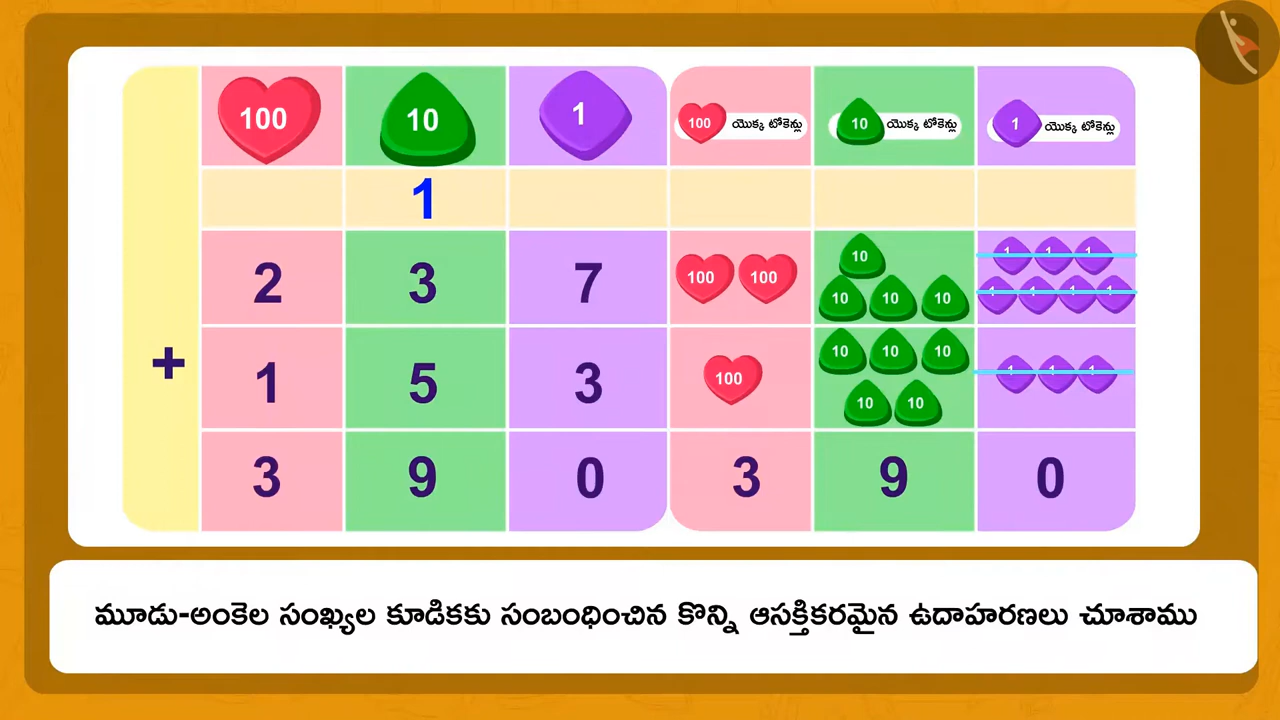 100 10 1 100 యొక్క టోకెన్లు 10 యొక్క టోకెన్లు 1 యొక్క టోకెన్లు
1
2 3 7 100 100 10 1 1 1
10 10 10 1 1 1 1
+ 1 5 3 100 10 10 10 1 1 1
10 10
3 9 0 3 9 0
మూడు-అంకెల సంఖ్యల కూడికకు సంబంధించిన కొన్ని ఆసక్తికరమైన ఉదాహరణలు చూశాము